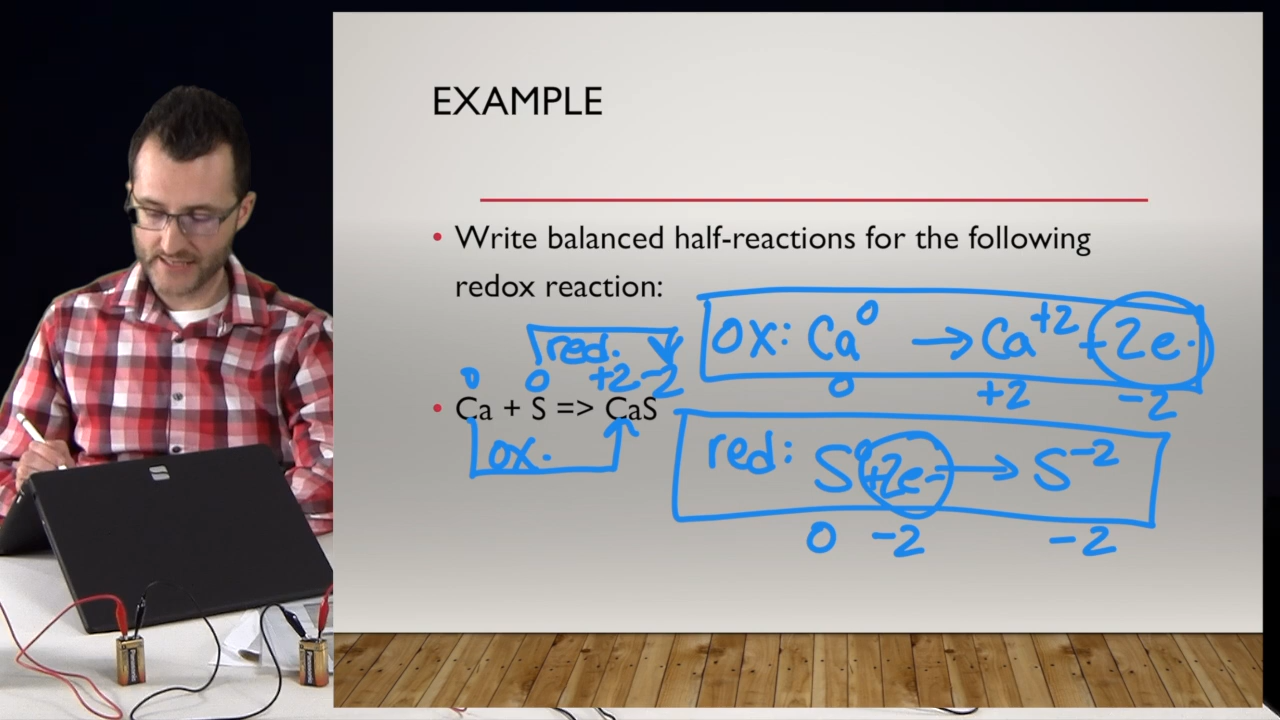 EXAMPLE
• Write balanced half-reactions for the following
redox reaction:
OX: Ca⁰ → Ca⁺² + 2e-
0 +2 -2
red.
0 0 +2 -2
• Ca + S => CaS
ox.
red: S⁰ +2e- → S⁻²
0 -2 -2